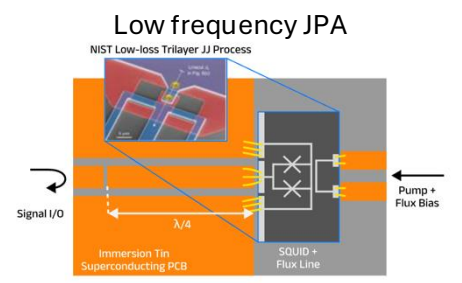 Low frequency JPA
NIST Low-loss Trilayer JJ Process
Signal I/O
λ/4
Pump +
Flux Bias
Immersion Tin
Superconducting PCB
SQUID +
Flux Line